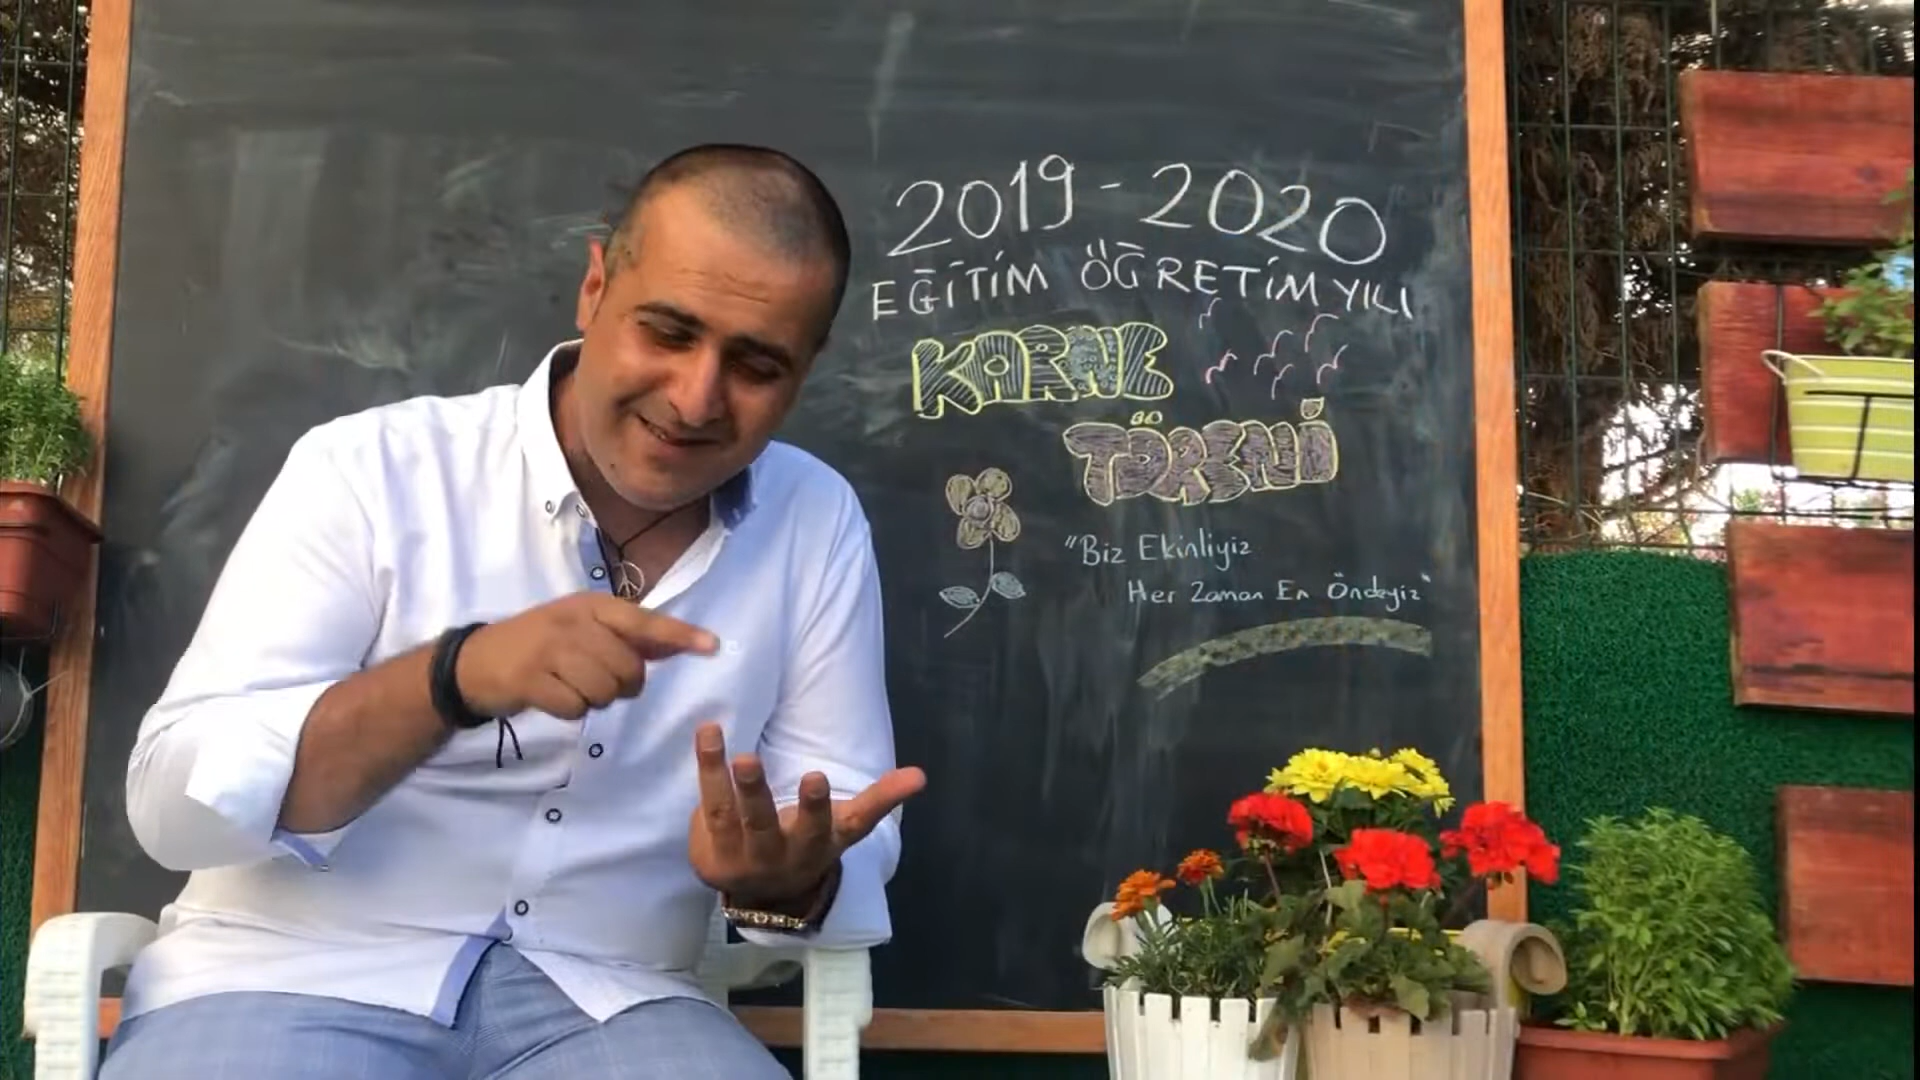 2019-2020
EĞİTİM ÖĞRETİM YILI
KARNE
TÖRENİ
"Biz Ekinliyiz
Her Zaman En Öndeyiz"